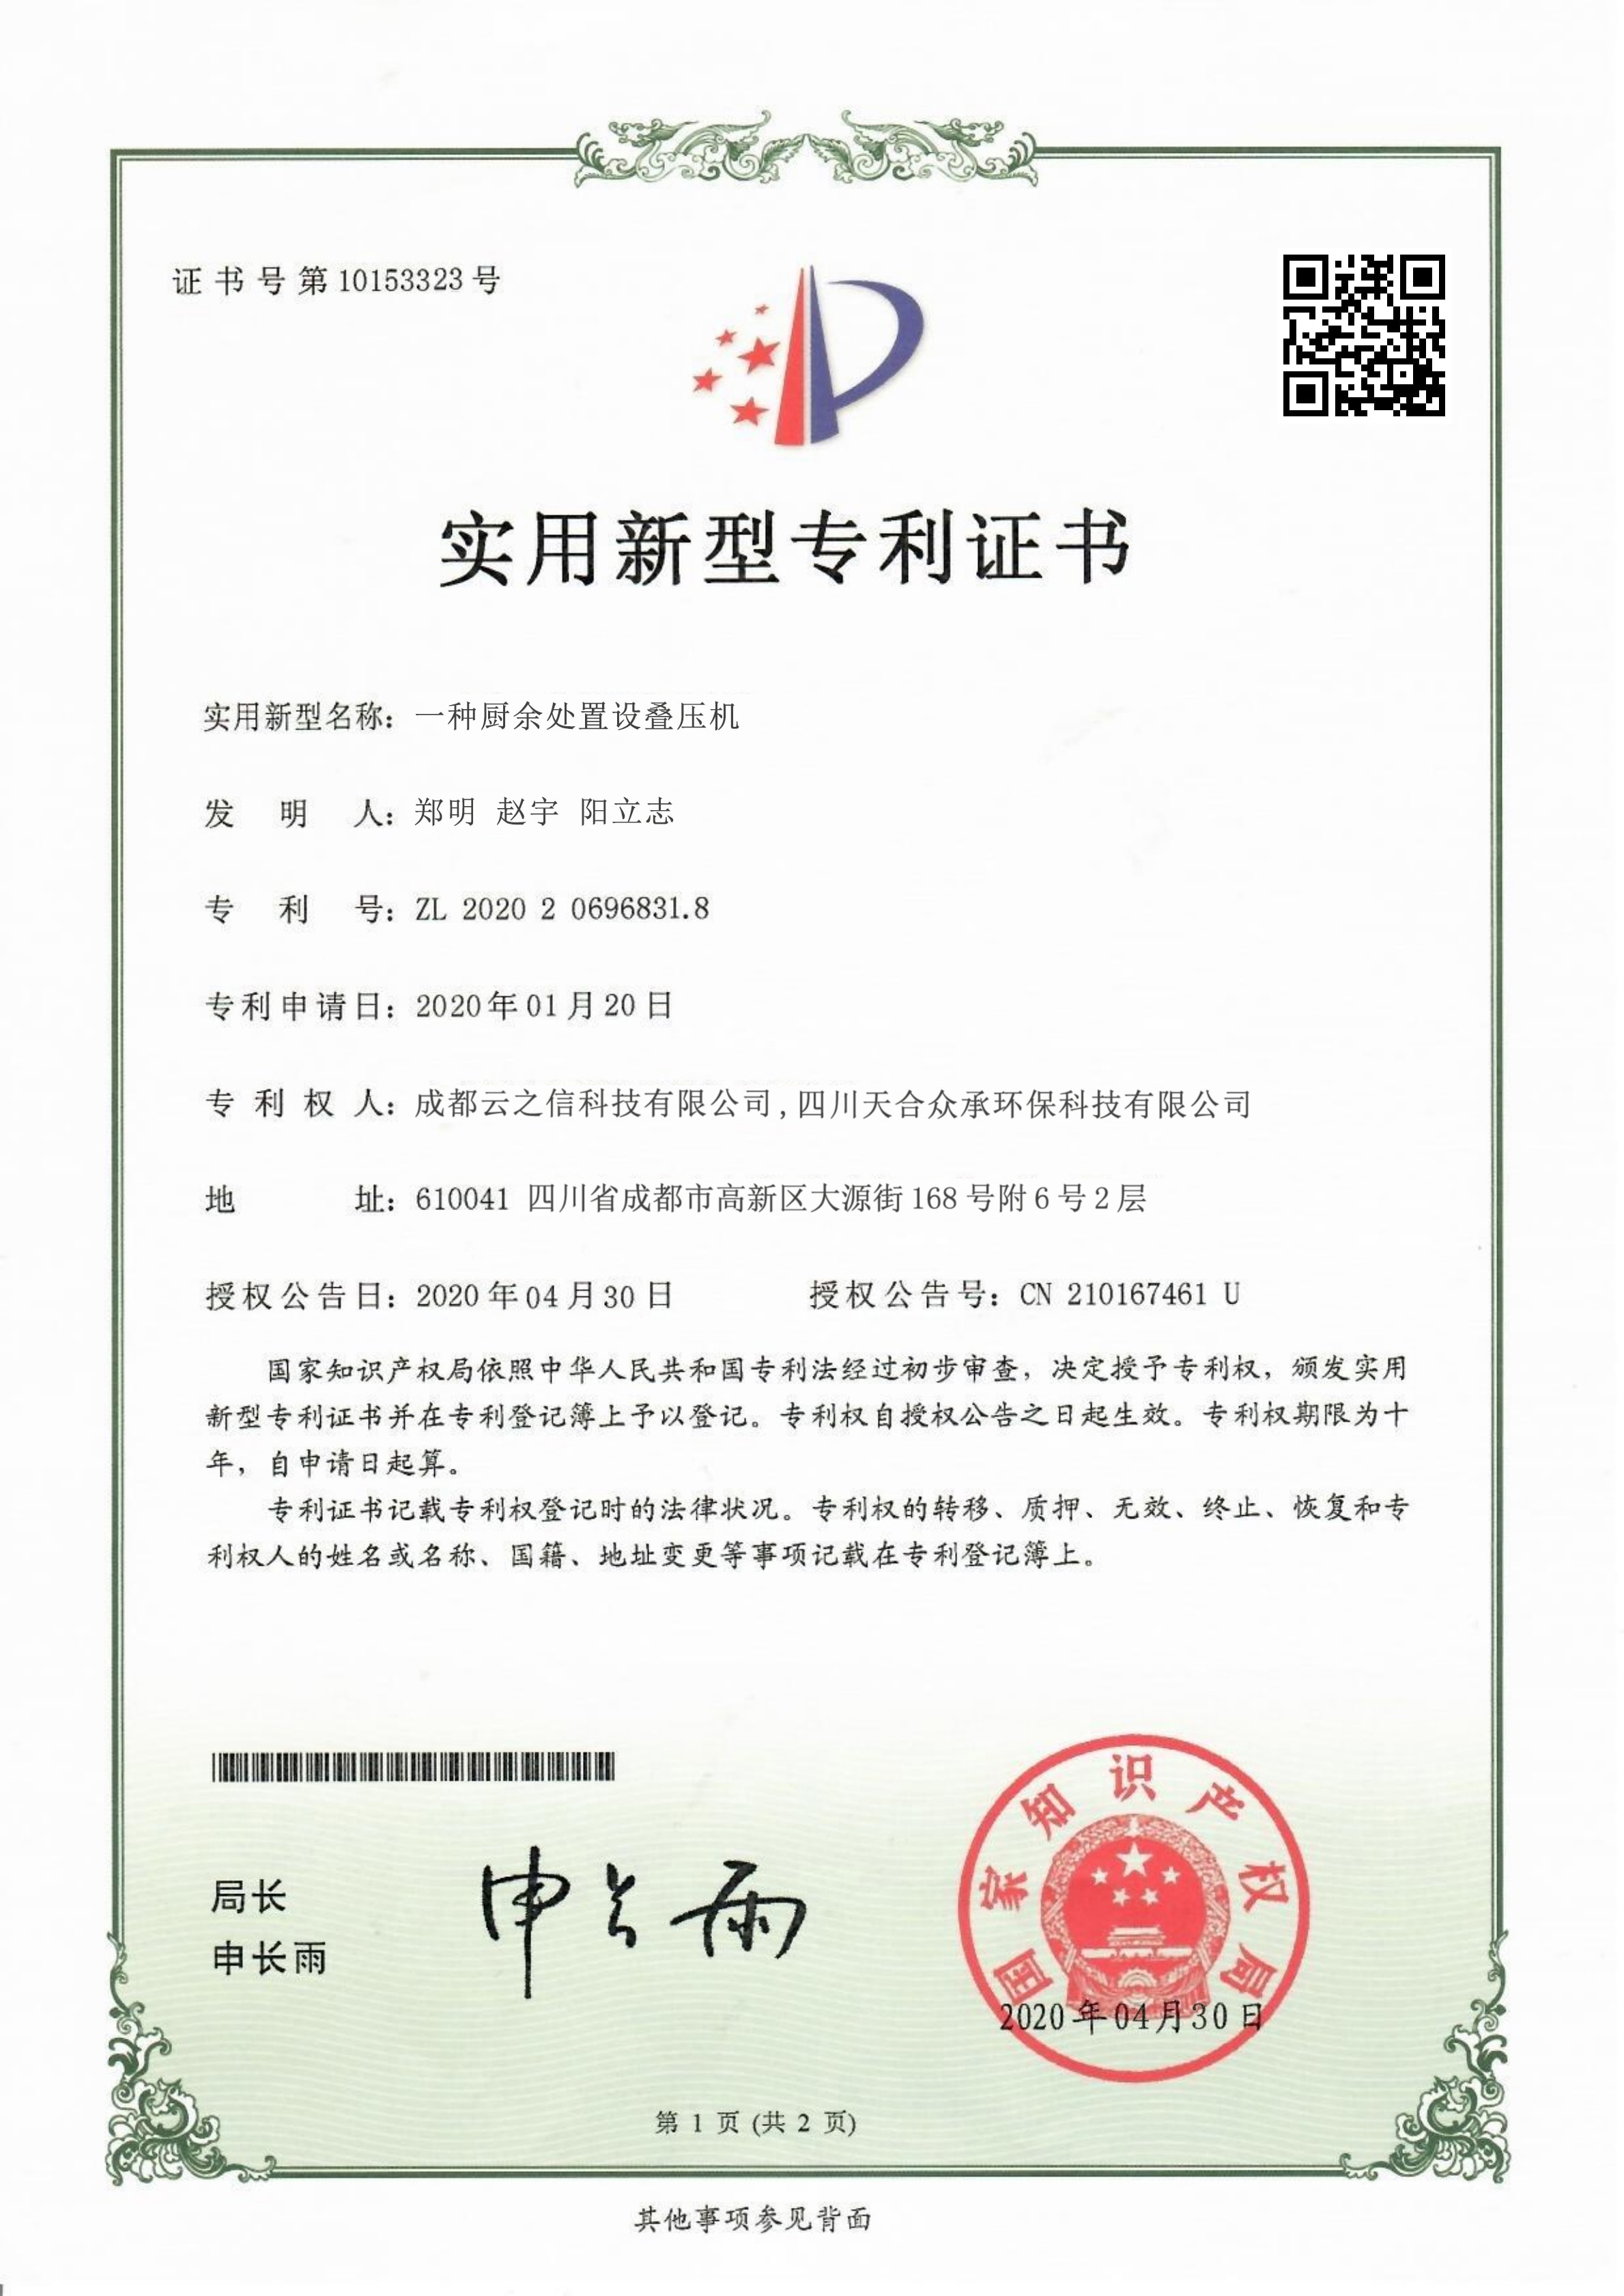 证书号第10153323号
实用新型专利证书
实用新型名称：一种厨余处置设叠压机
发明人：郑明 赵宇 阳立志
专利号：ZL 2020 2 0696831.8
专利申请日：2020年01月20日
专利权人：成都云之信科技有限公司,四川天合众承环保科技有限公司
地址：610041 四川省成都市高新区大源街168号附6号2层
授权公告日：2020年04月30日 授权公告号：CN 210167461 U
国家知识产权局依照中华人民共和国专利法经过初步审查，决定授予专利权，颁发实用
新型专利证书并在专利登记簿上予以登记。专利权自授权公告之日起生效。专利权期限为十
年，自申请日起算。
专利证书记载专利权登记时的法律状况。专利权的转移、质押、无效、终止、恢复和专
利权人的姓名或名称、国籍、地址变更等事项记载在专利登记簿上。
局长
申长雨
申长雨
国家知识产权局
2020年04月30日
第 1 页 (共 2 页)
其他事项参见背面